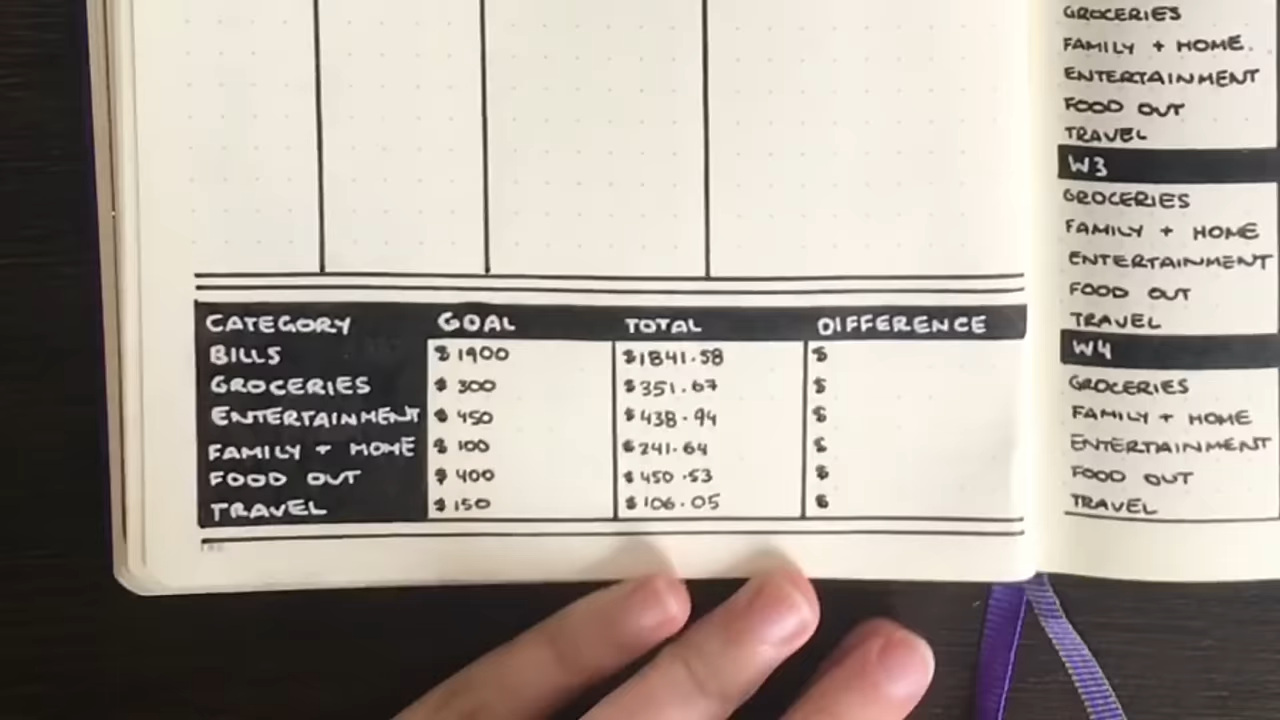 CATEGORY GOAL TOTAL DIFFERENCE
BILLS $1900 $1841.58 $
GROCERIES $300 $351.67 $
ENTERTAINMENT $450 $438.94 $
FAMILY + HOME $100 $241.64 $
FOOD OUT $400 $450.53 $
TRAVEL $150 $106.05 $
GROCERIES
FAMILY + HOME.
ENTERTAINMENT
FOOD OUT
TRAVEL
W3
GROCERIES
FAMILY + HOME
ENTERTAINMENT
FOOD OUT
TRAVEL
W4
GROCERIES
FAMILY + HOME
ENTERTAINMENT
FOOD OUT
TRAVEL